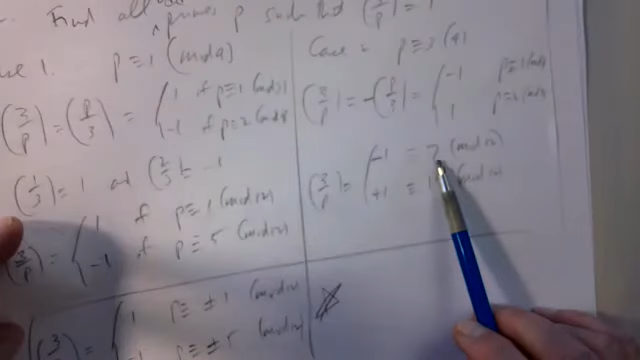 Find all primes p such that (3/p) = 1
Case 1. p ≡ 1 (mod 4)
(3/p) = (p/3) = { 1 if p ≡ 1 (mod 3)
-1 if p ≡ 2 (mod 3)
(1/3) = 1 and (2/3) = -1
(3/p) = { 1 if p ≡ 1 (mod 12)
-1 if p ≡ 5 (mod 12)
Case 2 p ≡ 3 (4)
(3/p) = -(p/3) = { -1 p ≡ 1 (mod 3)
1 p ≡ 2 (mod 3)
(3/p) = { -1 ≡ 7 (mod 12)
+1 ≡ 1 (mod 12)
(3/p) = { 1 p ≡ ±1 (mod 12)
-1 p ≡ ±5 (mod 12)